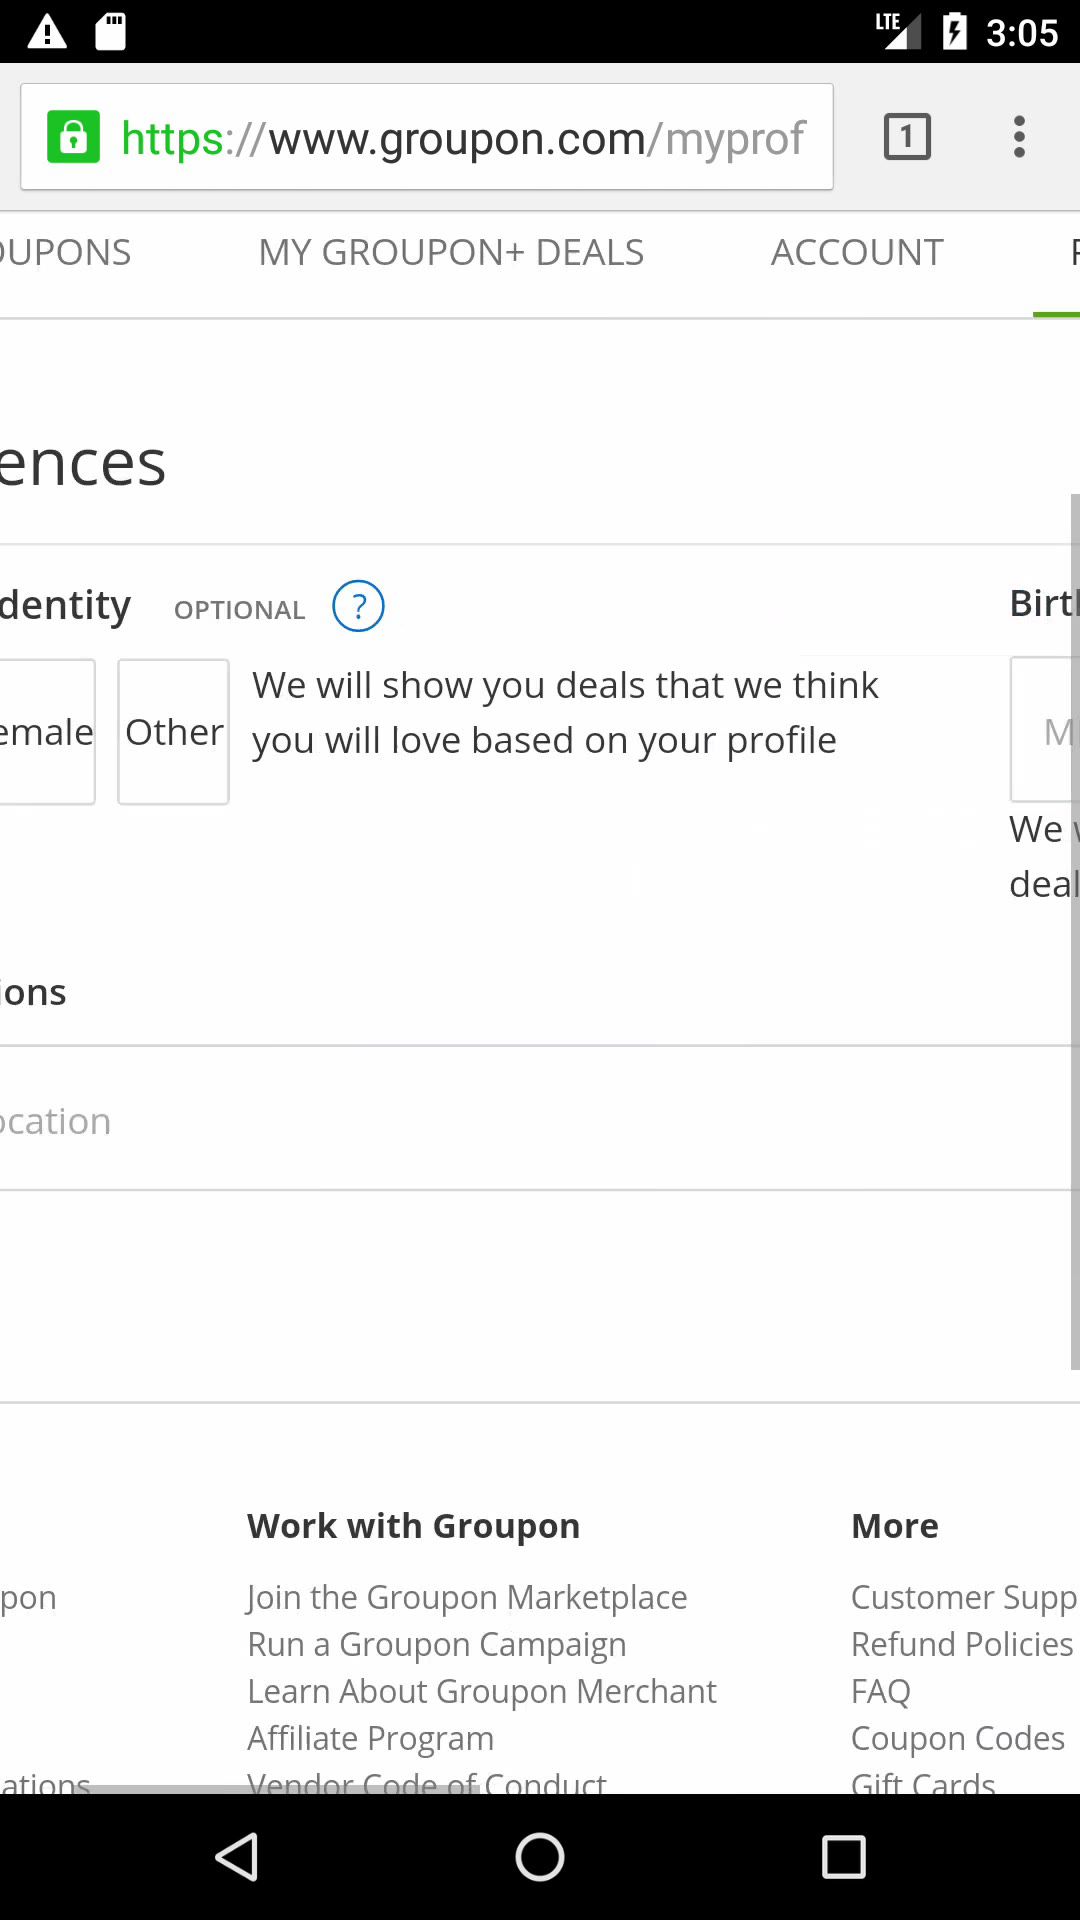 LTE 3:05
https://www.groupon.com/myprof 1
OUPONS MY GROUPON+ DEALS ACCOUNT
ences
dentity OPTIONAL ? Birt
emale Other We will show you deals that we think
you will love based on your profile
M
We
deal
ions
ocation
Work with Groupon More
pon Join the Groupon Marketplace Customer Supp
Run a Groupon Campaign Refund Policies
Learn About Groupon Merchant FAQ
Affiliate Program Coupon Codes
ations Vendor Code of Conduct Gift Cards